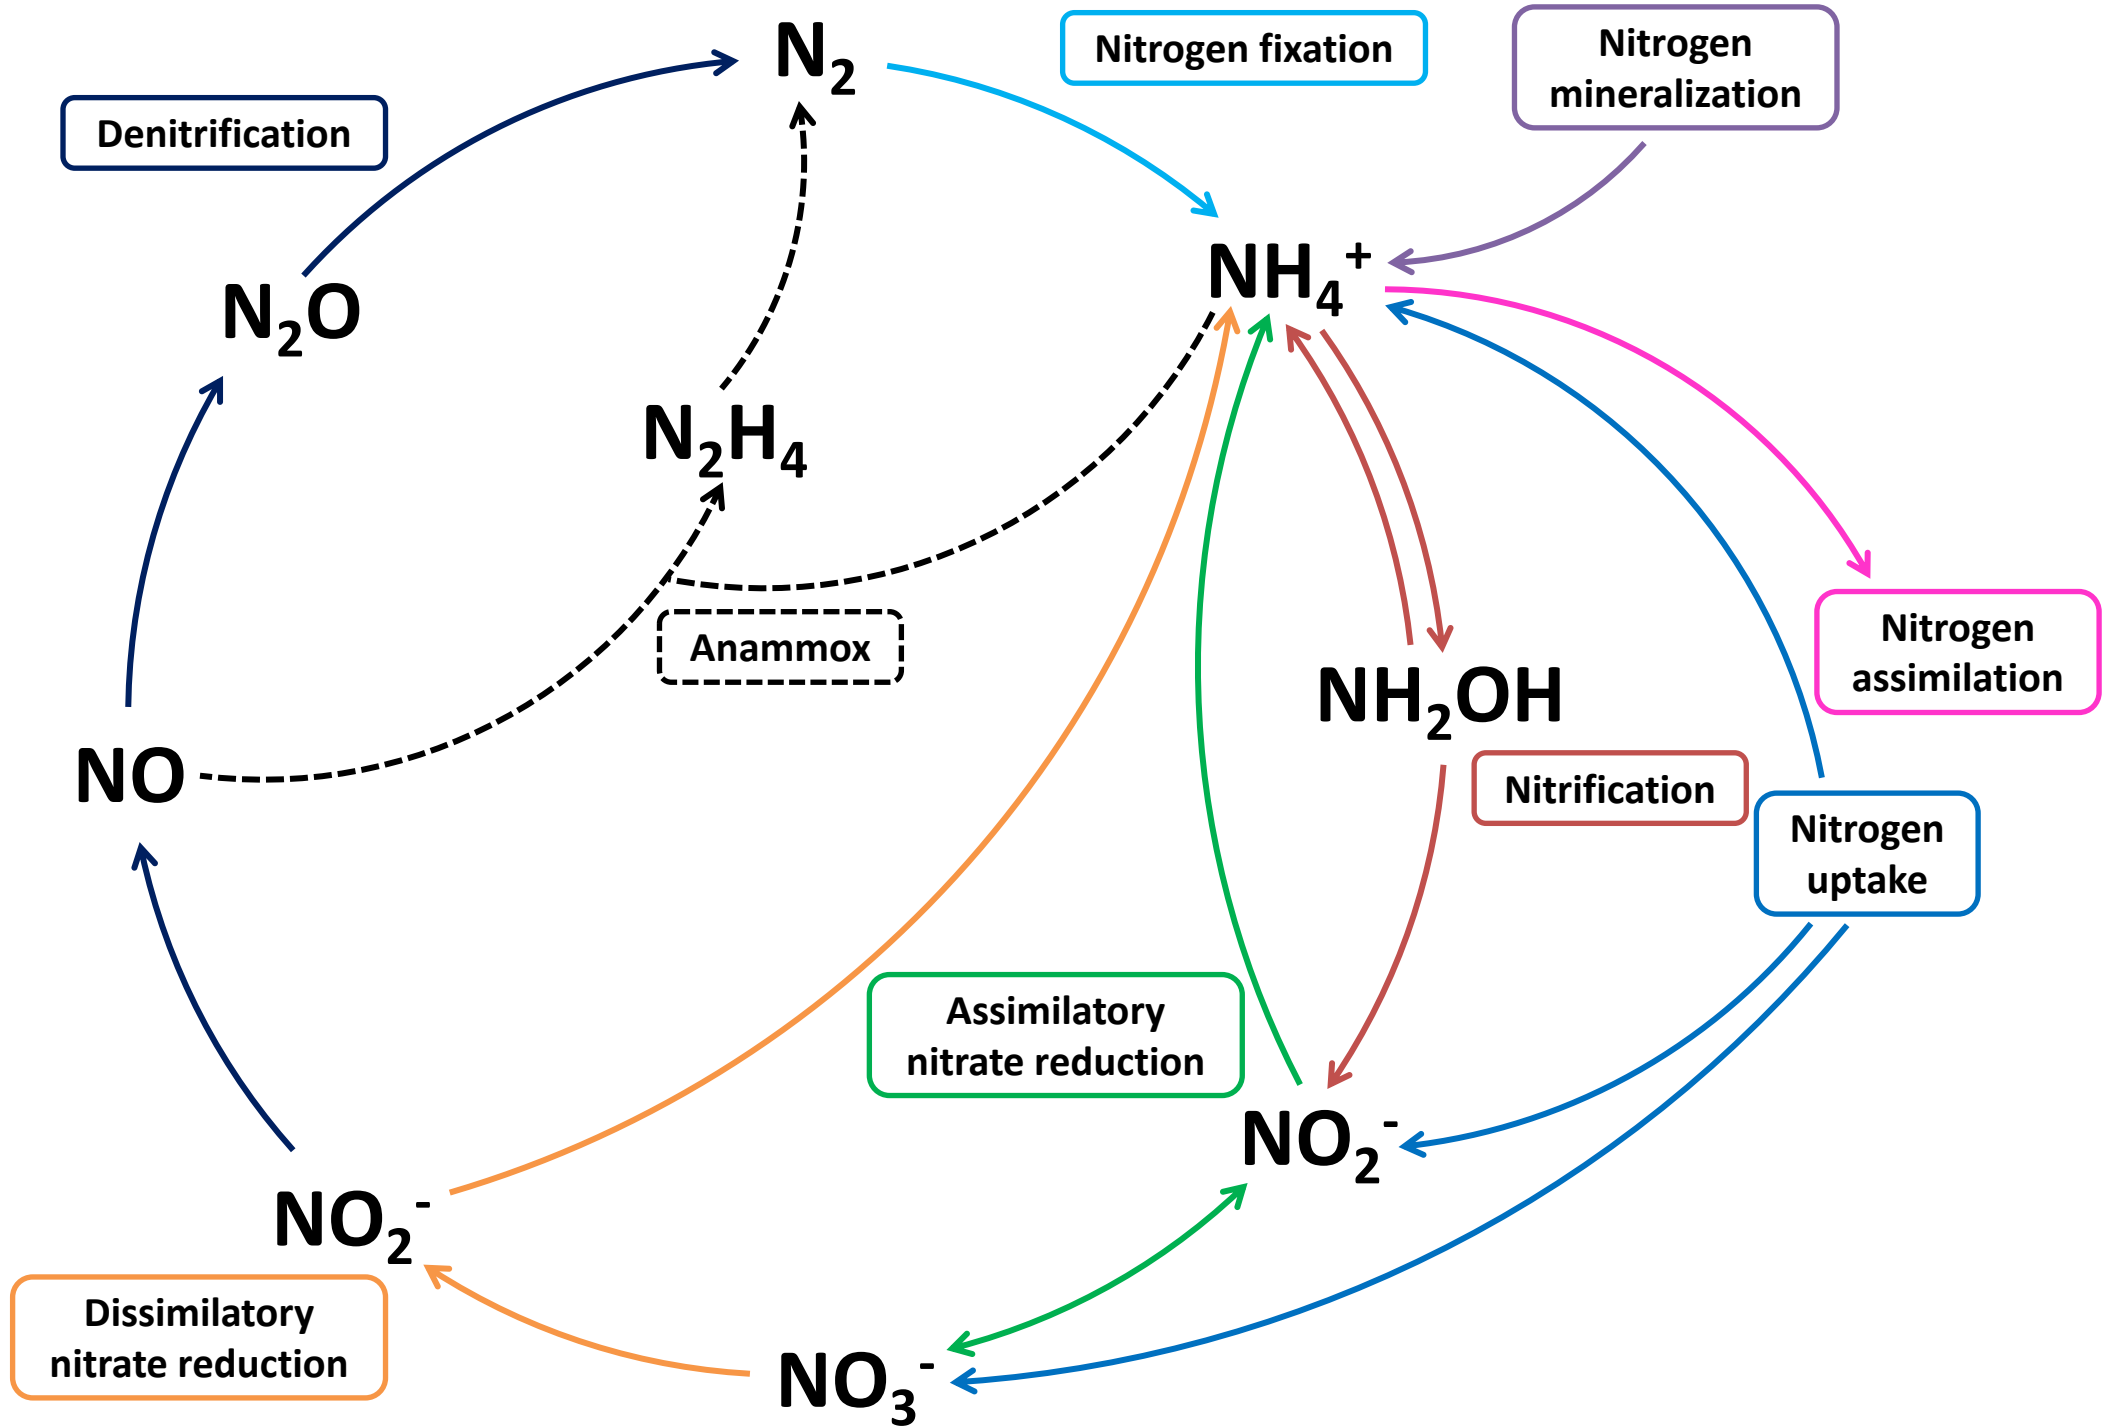 N₂
Nitrogen fixation
Nitrogen
mineralization
Denitrification
NH₄⁺
N₂O
N₂H₄
Anammox
Nitrogen
assimilation
NH₂OH
NO
Nitrification
Nitrogen
uptake
Assimilatory
nitrate reduction
NO₂⁻
NO₂⁻
Dissimilatory
nitrate reduction
NO₃⁻